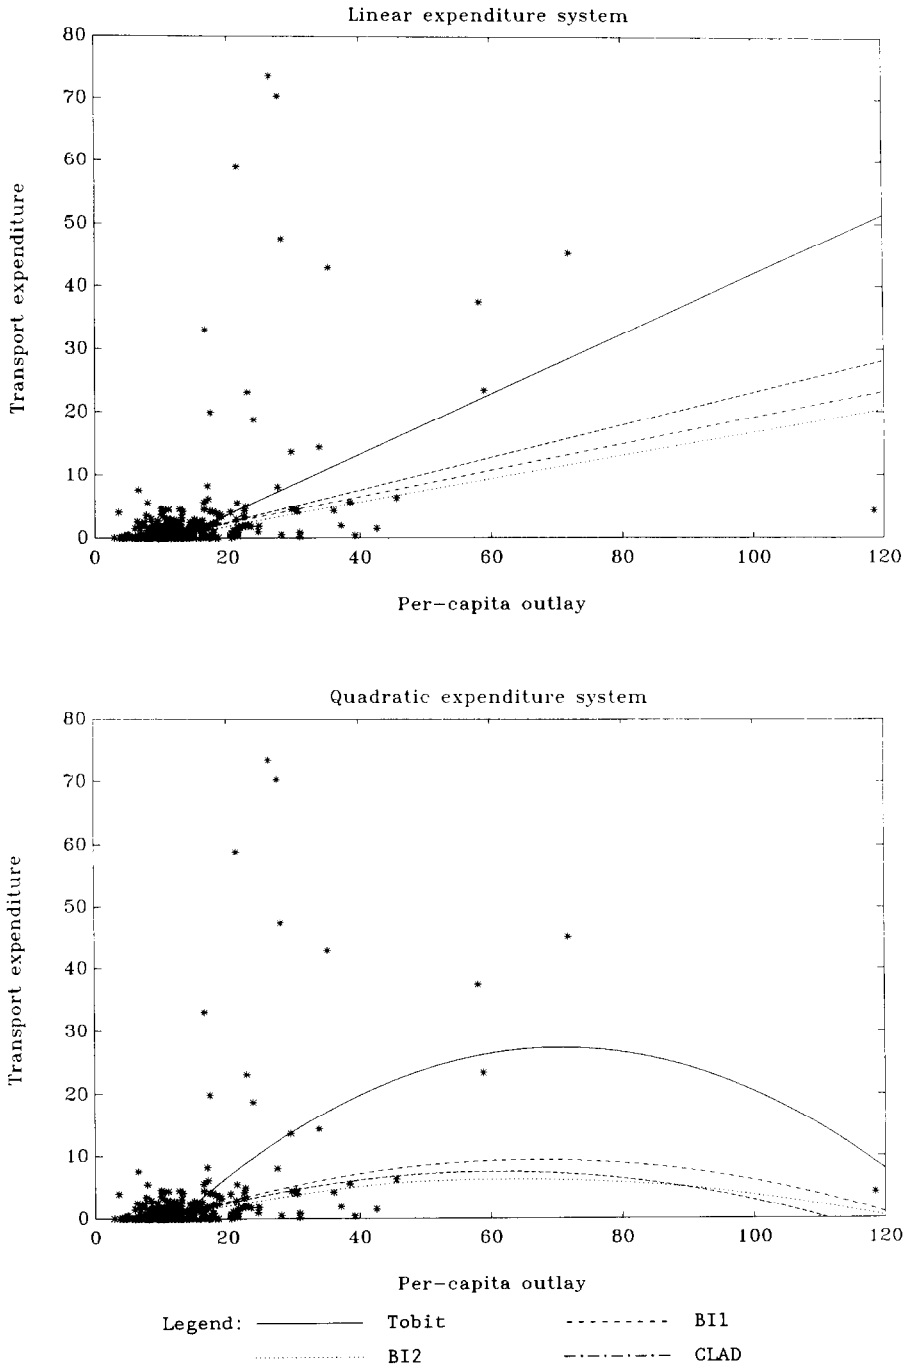 Linear expenditure system
80
70
60
50
40
30
20
10
0
Transport expenditure
0 20 40 60 80 100 120
Per-capita outlay
Quadratic expenditure system
80
70
60
50
40
30
20
10
0
Transport expenditure
0 20 40 60 80 100 120
Per-capita outlay
Legend: Tobit BI1
BI2 CLAD